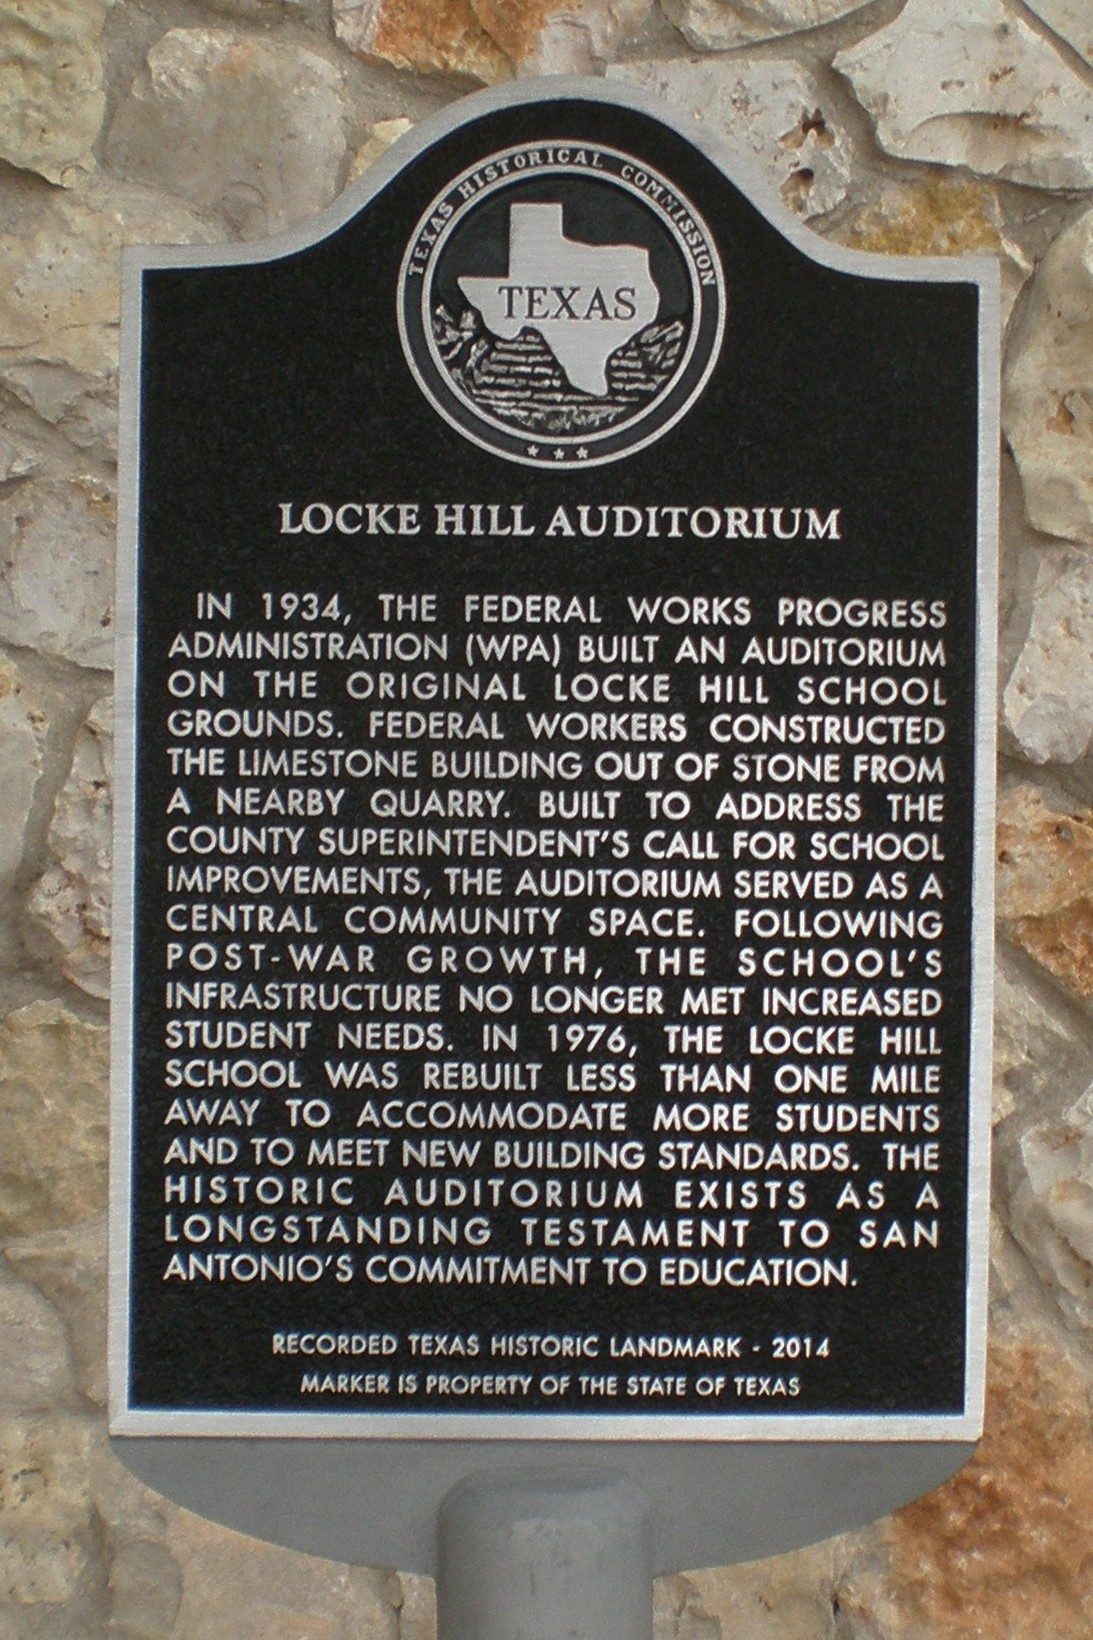 TEXAS HISTORICAL COMMISSION
TEXAS
LOCKE HILL AUDITORIUM
IN 1934, THE FEDERAL WORKS PROGRESS
ADMINISTRATION (WPA) BUILT AN AUDITORIUM
ON THE ORIGINAL LOCKE HILL SCHOOL
GROUNDS. FEDERAL WORKERS CONSTRUCTED
THE LIMESTONE BUILDING OUT OF STONE FROM
A NEARBY QUARRY. BUILT TO ADDRESS THE
COUNTY SUPERINTENDENT'S CALL FOR SCHOOL
IMPROVEMENTS, THE AUDITORIUM SERVED AS A
CENTRAL COMMUNITY SPACE. FOLLOWING
POST-WAR GROWTH, THE SCHOOL'S
INFRASTRUCTURE NO LONGER MET INCREASED
STUDENT NEEDS. IN 1976, THE LOCKE HILL
SCHOOL WAS REBUILT LESS THAN ONE MILE
AWAY TO ACCOMMODATE MORE STUDENTS
AND TO MEET NEW BUILDING STANDARDS. THE
HISTORIC AUDITORIUM EXISTS AS A
LONGSTANDING TESTAMENT TO SAN
ANTONIO'S COMMITMENT TO EDUCATION.
RECORDED TEXAS HISTORIC LANDMARK - 2014
MARKER IS PROPERTY OF THE STATE OF TEXAS